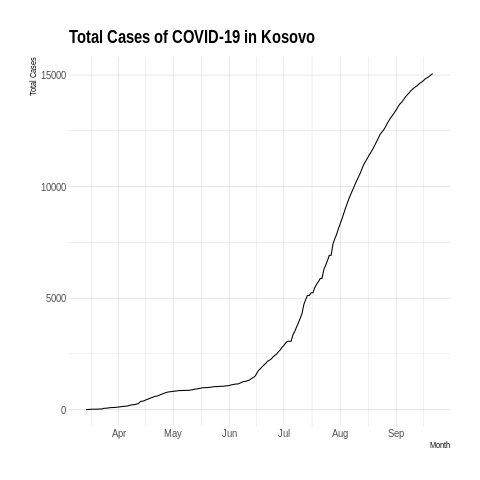 Total Cases of COVID-19 in Kosovo
Total Cases
15000
10000
5000
0
Apr May Jun Jul Aug Sep
Month